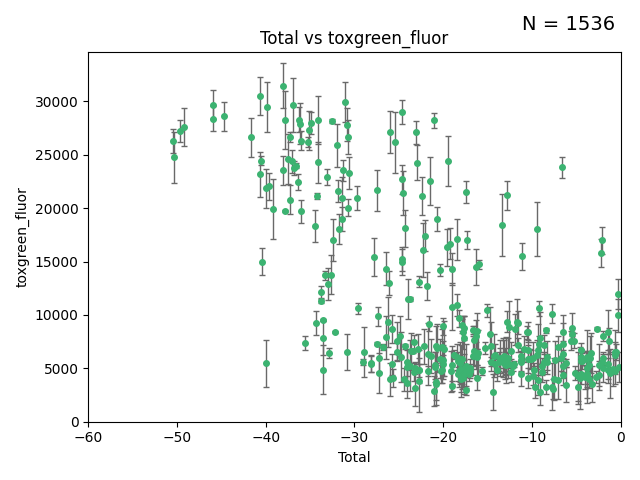 N = 1536
Total vs toxgreen_fluor
30000
25000
20000
15000
10000
5000
0
toxgreen_fluor
−60 −50 −40 −30 −20 −10 0
Total